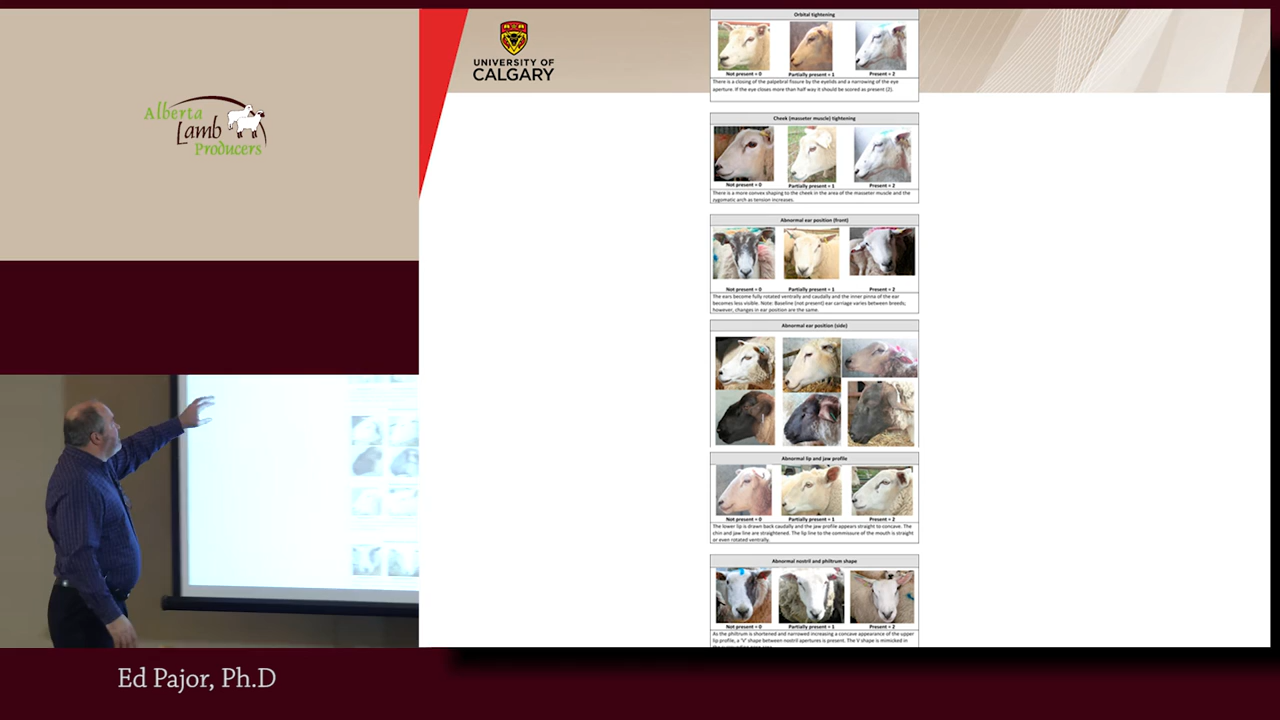 Alberta
Lamb
Producers
UNIVERSITY OF
CALGARY
Orbital tightening
Not present = 0 Partially present = 1 Present = 2
There is a closing of the palpebral fissure by the eyelids and a narrowing of the eye
aperture. If the eye closes more than half way it should be scored as present (2).
Cheek (masseter muscle) tightening
Not present = 0 Partially present = 1 Present = 2
There is a more convex shaping to the cheek in the area of the masseter muscle and the
zygomatic arch as tension increases.
Abnormal ear position (front)
Not present = 0 Partially present = 1 Present = 2
The ears become fully rotated ventrally and caudally and the inner pinna of the ear
becomes less visible. Note: Baseline (not present) ear carriage varies between breeds;
however, changes in ear position are the same.
Abnormal ear position (side)
Abnormal lip and jaw profile
Not present = 0 Partially present = 1 Present = 2
The lower lip is drawn back caudally and the jaw profile appears straight to concave. The
chin and jaw line are straightened. The lip line to the commissure of the mouth is straight
or even rotated ventrally.
Abnormal nostril and philtrum shape
Not present = 0 Partially present = 1 Present = 2
As the philtrum is shortened and narrowed increasing a concave appearance of the upper
lip profile, a "V" shape between nostril apertures is present. The V shape is mimicked in
Ed Pajor, Ph.D